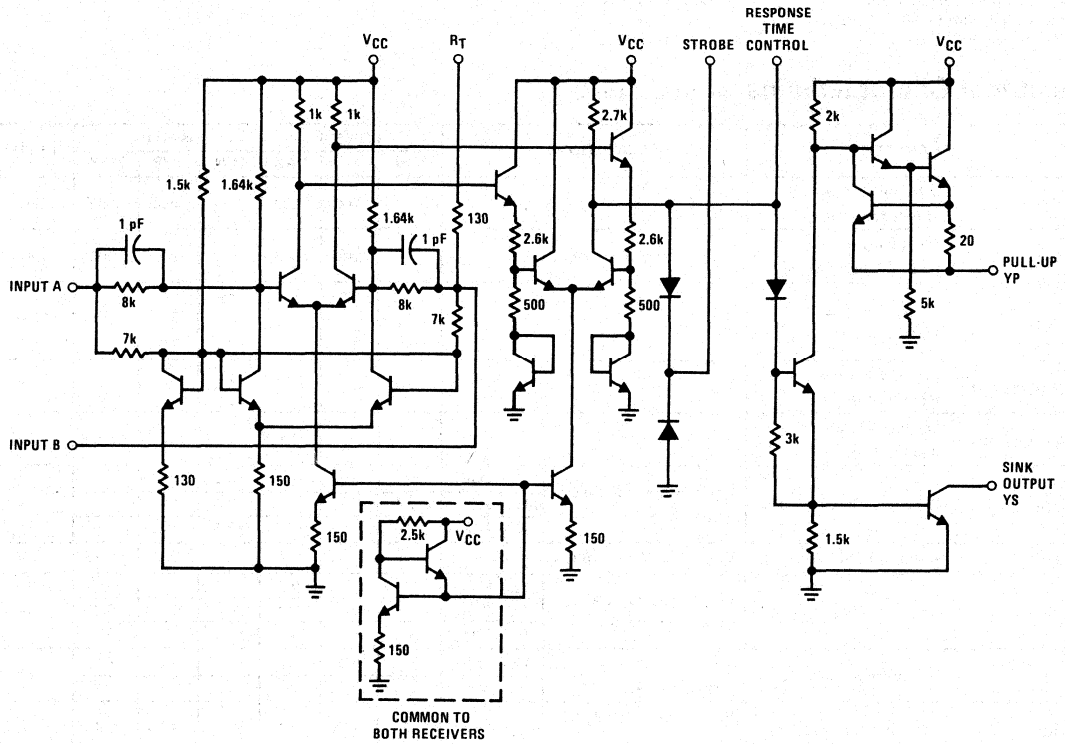 RESPONSE
TIME
CONTROL
VCC
RT
VCC
STROBE
VCC
1k
1k
2.7k
2k
1.5k
1.64k
1.64k
130
1 pF
1 pF
2.6k
2.6k
20
PULL-UP
YP
INPUT A
8k
8k
500
500
5k
7k
7k
INPUT B
3k
130
150
SINK
OUTPUT
YS
150
2.5k
VCC
150
1.5k
150
COMMON TO
BOTH RECEIVERS